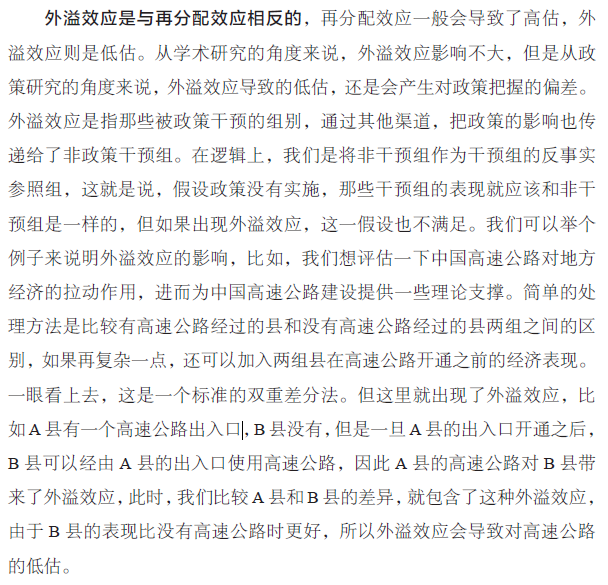 外溢效应是与再分配效应相反的，再分配效应一般会导致了高估，外
溢效应则是低估。从学术研究的角度来说，外溢效应影响不大，但是从政
策研究的角度来说，外溢效应导致的低估，还是会产生对政策把握的偏差。
外溢效应是指那些被政策干预的组别，通过其他渠道，把政策的影响也传
递给了非政策干预组。在逻辑上，我们是将非干预组作为干预组的反事实
参照组，这就是说，假设政策没有实施，那些干预组的表现就应该和非干
预组是一样的，但如果出现外溢效应，这一假设也不满足。我们可以举个
例子来说明外溢效应的影响，比如，我们想评估一下中国高速公路对地方
经济的拉动作用，进而为中国高速公路建设提供一些理论支撑。简单的处
理方法是比较有高速公路经过的县和没有高速公路经过的县两组之间的区
别，如果再复杂一点，还可以加入两组县在高速公路开通之前的经济表现。
一眼看上去，这是一个标准的双重差分法。但这里就出现了外溢效应，比
如 A 县有一个高速公路出入口，B 县没有，但是一旦 A 县的出入口开通之后，
B 县可以经由 A 县的出入口使用高速公路，因此 A 县的高速公路对 B 县带
来了外溢效应，此时，我们比较 A 县和 B 县的差异，就包含了这种外溢效应，
由于 B 县的表现比没有高速公路时更好，所以外溢效应会导致对高速公路
的低估。